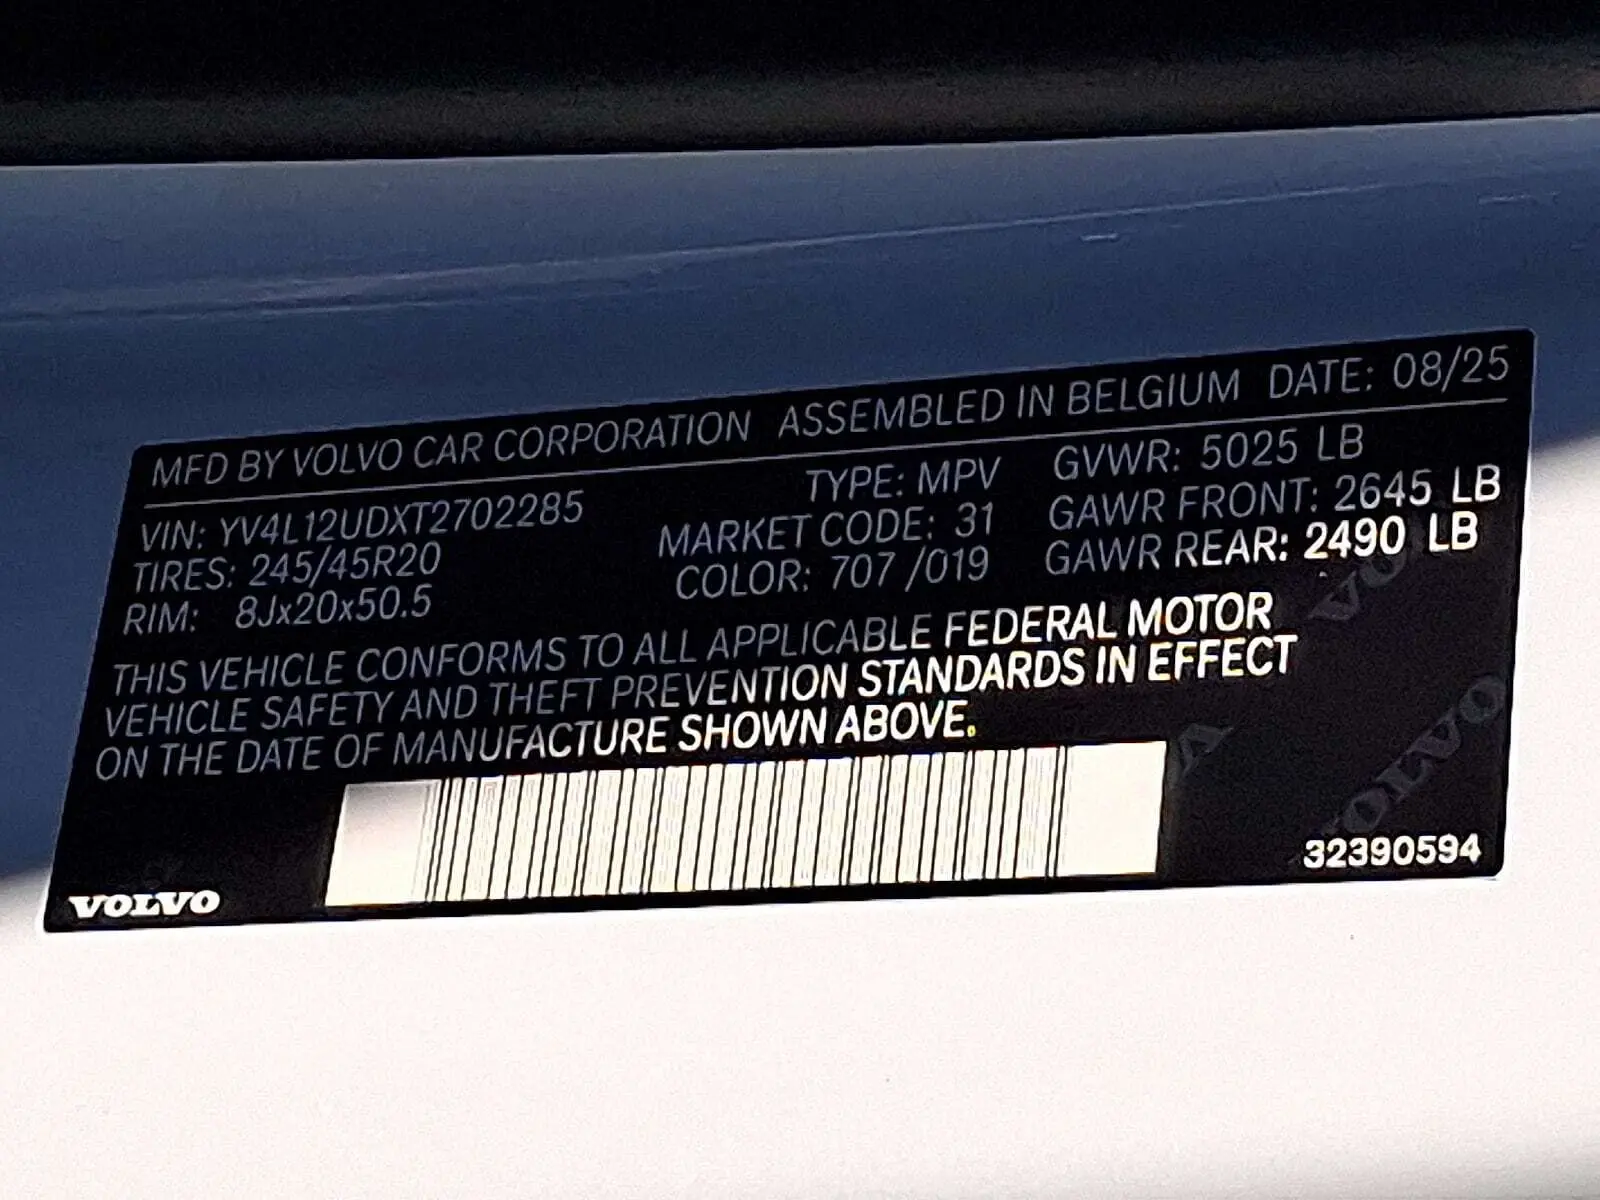 MFD BY VOLVO CAR CORPORATION ASSEMBLED IN BELGIUM DATE: 08/25
VIN: YV4L12UDXT2702285 TYPE: MPV GVWR: 5025 LB
TIRES: 245/45R20 MARKET CODE: 31 GAWR FRONT: 2645 LB
RIM: 8Jx20x50.5 COLOR: 707 /019 GAWR REAR: 2490 LB
THIS VEHICLE CONFORMS TO ALL APPLICABLE FEDERAL MOTOR
VEHICLE SAFETY AND THEFT PREVENTION STANDARDS IN EFFECT
ON THE DATE OF MANUFACTURE SHOWN ABOVE.
VOLVO
VOLVO 32390594